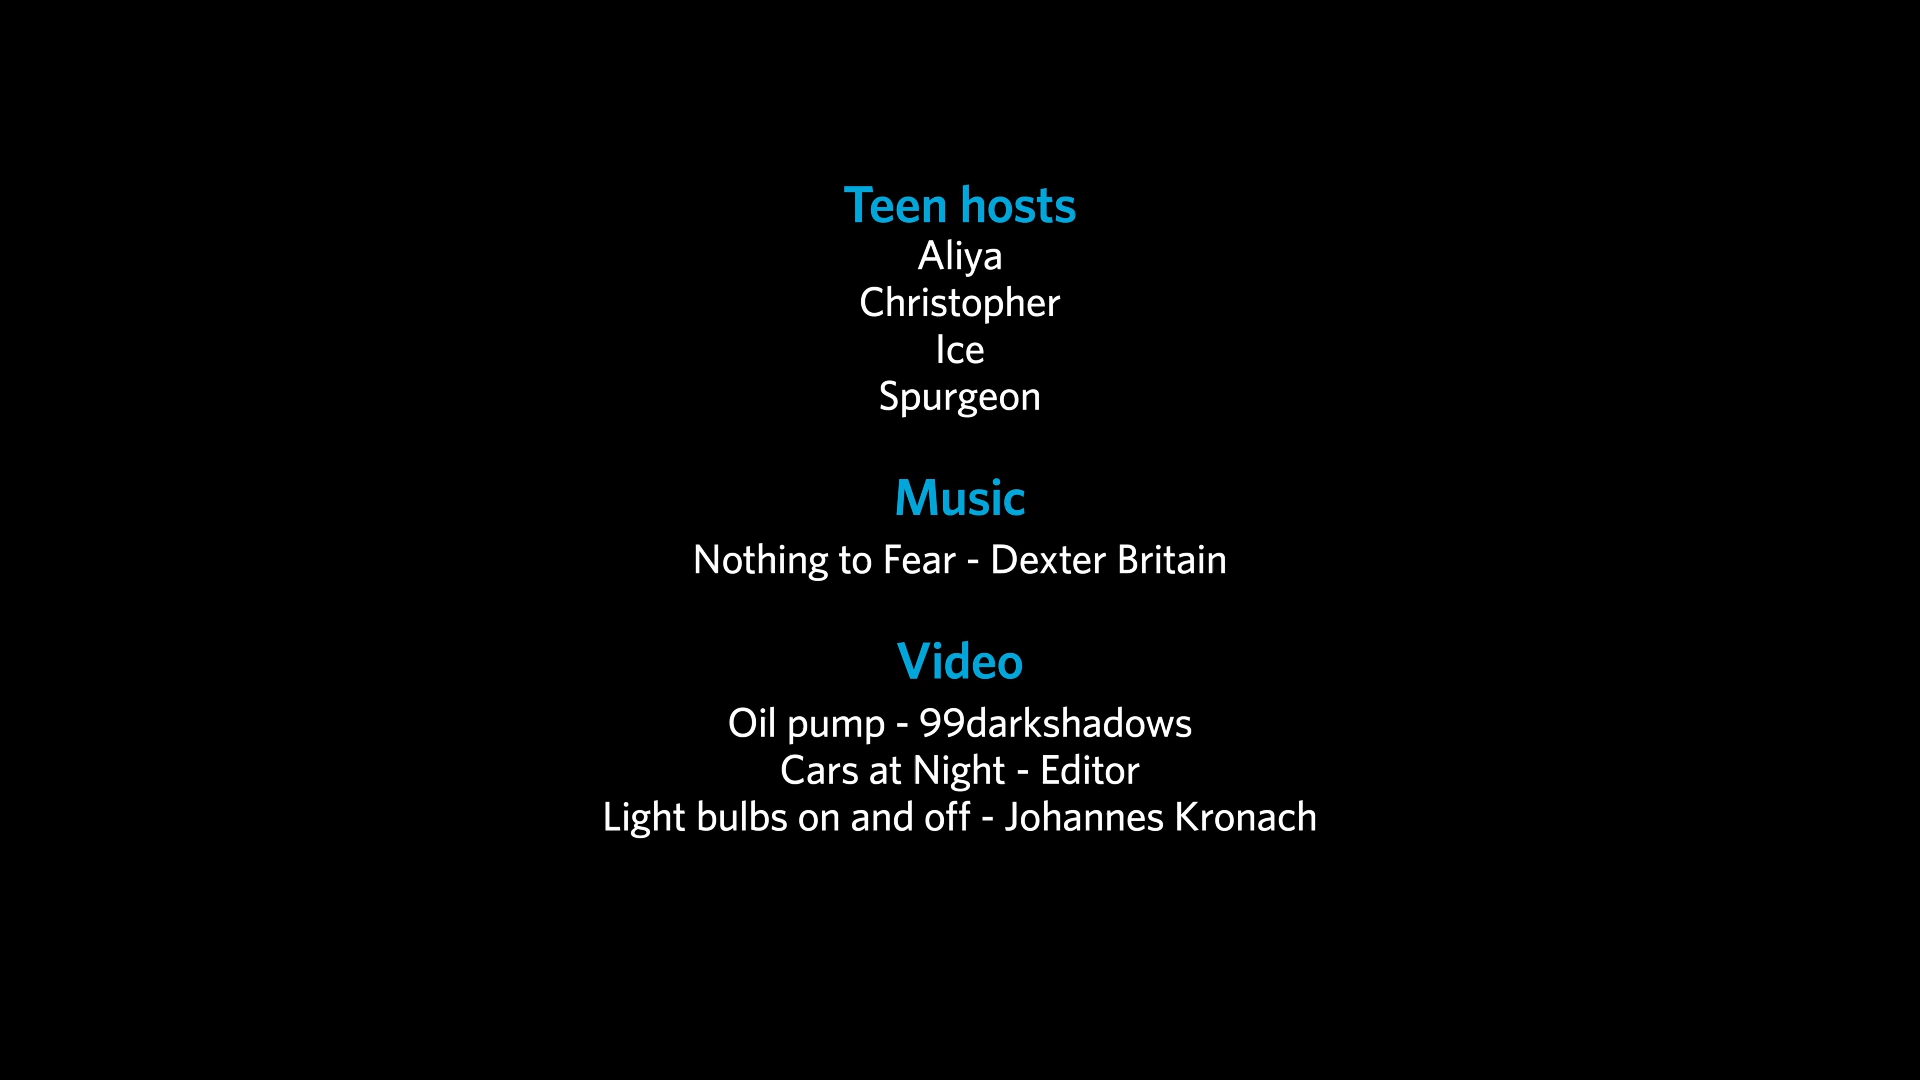 Teen hosts
Aliya
Christopher
Ice
Spurgeon
Music
Nothing to Fear - Dexter Britain
Video
Oil pump - 99darkshadows
Cars at Night - Editor
Light bulbs on and off - Johannes Kronach